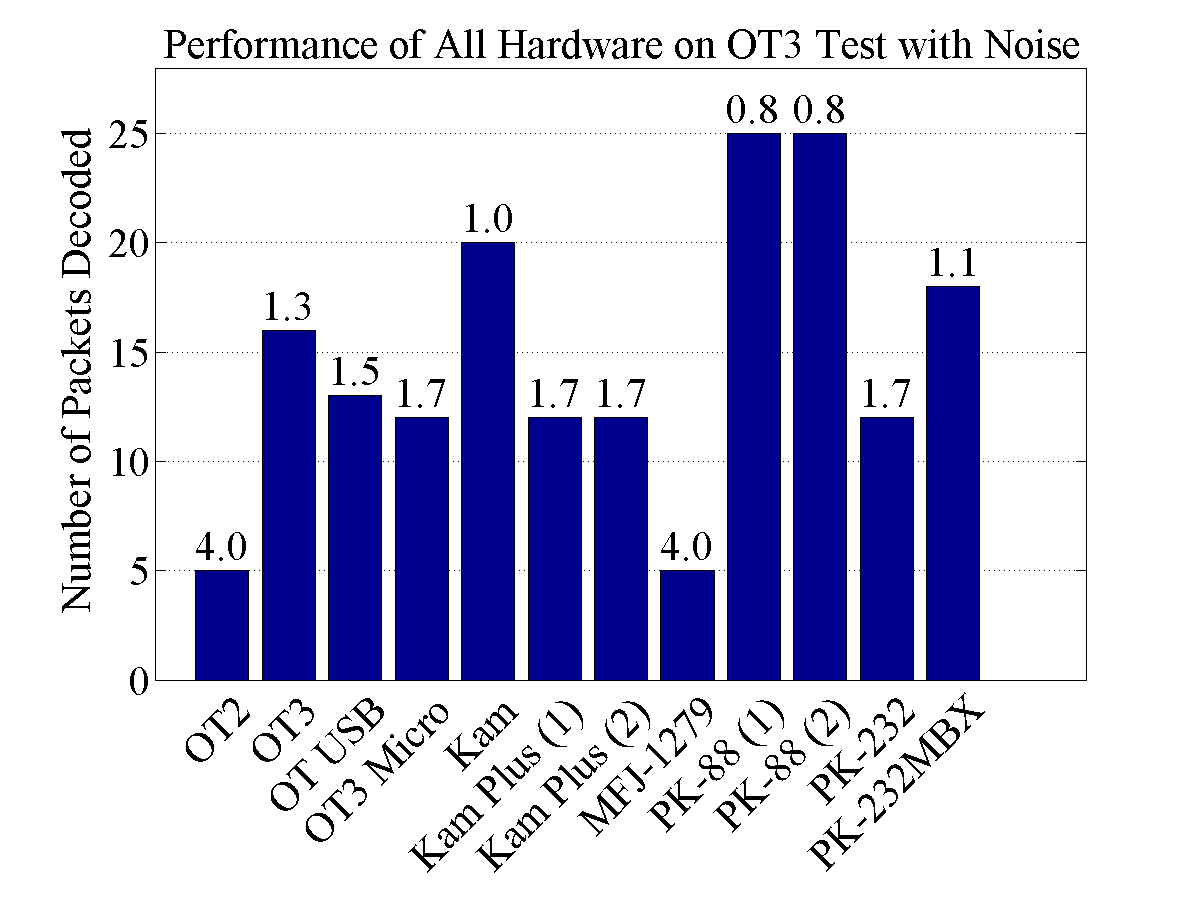 Performance of All Hardware on OT3 Test with Noise
Number of Packets Decoded
25
20
15
10
5
0
4.0
1.3
1.5
1.7
1.0
1.7
1.7
4.0
0.8
0.8
1.7
1.1
OT2
OT3
OT USB
OT3 Micro
Kam
Kam Plus (1)
Kam Plus (2)
MFJ-1279
PK-88 (1)
PK-88 (2)
PK-232
PK-232MBX